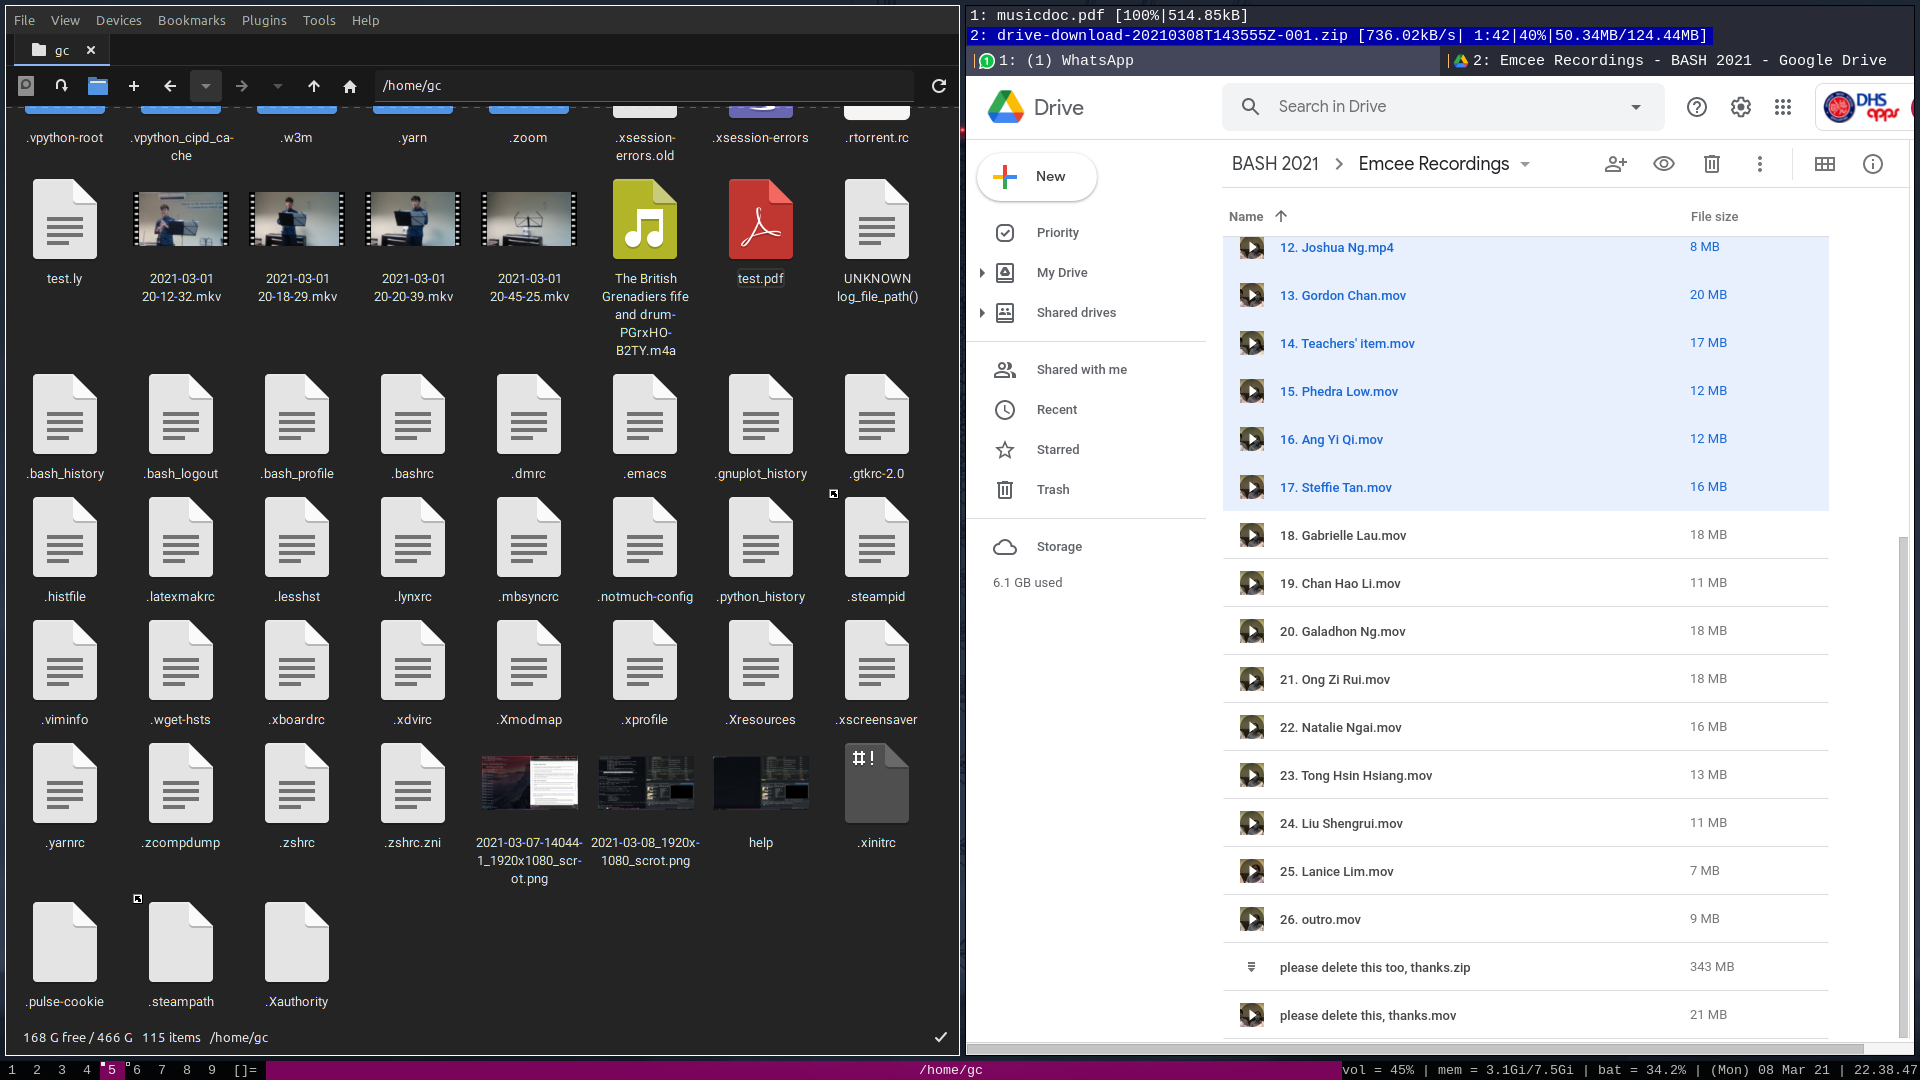 File View Devices Bookmarks Plugins Tools Help
gc
/home/gc
.vpython-root
.vpython_cipd_ca-
che
.w3m
.yarn
.zoom
.xsession-
errors.old
.xsession-errors
.rtorrent.rc
test.ly
2021-03-01
20-12-32.mkv
2021-03-01
20-18-29.mkv
2021-03-01
20-20-39.mkv
2021-03-01
20-45-25.mkv
The British
Grenadiers fife
and drum-
PGrxHO-
B2TY.m4a
test.pdf
UNKNOWN
log_file_path()
.bash_history
.bash_logout
.bash_profile
.bashrc
.dmrc
.emacs
.gnuplot_history
.gtkrc-2.0
.histfile
.latexmakrc
.lesshst
.lynxrc
.mbsyncrc
.notmuch-config
.python_history
.steampid
.viminfo
.wget-hsts
.xboardrc
.xdvirc
.Xmodmap
.xprofile
.Xresources
.xscreensaver
.yarnrc
.zcompdump
.zshrc
.zshrc.zni
2021-03-07-14044-
1_1920x1080_scr-
ot.png
2021-03-08_1920x-
1080_scrot.png
help
#!
.xinitrc
.pulse-cookie
.steampath
.Xauthority
168 G free / 466 G 115 items /home/gc
1: musicdoc.pdf [100%|514.85kB]
2: drive-download-20210308T143555Z-001.zip [736.02kB/s| 1:42|40%|50.34MB/124.44MB]
1: (1) WhatsApp
2: Emcee Recordings - BASH 2021 - Google Drive
Drive
Search in Drive
DHS
apps
New
Priority
My Drive
Shared drives
Shared with me
Recent
Starred
Trash
Storage
6.1 GB used
BASH 2021 > Emcee Recordings
Name File size
12. Joshua Ng.mp4 8 MB
13. Gordon Chan.mov 20 MB
14. Teachers' item.mov 17 MB
15. Phedra Low.mov 12 MB
16. Ang Yi Qi.mov 12 MB
17. Steffie Tan.mov 16 MB
18. Gabrielle Lau.mov 18 MB
19. Chan Hao Li.mov 11 MB
20. Galadhon Ng.mov 18 MB
21. Ong Zi Rui.mov 18 MB
22. Natalie Ngai.mov 16 MB
23. Tong Hsin Hsiang.mov 13 MB
24. Liu Shengrui.mov 11 MB
25. Lanice Lim.mov 7 MB
26. outro.mov 9 MB
please delete this too, thanks.zip 343 MB
please delete this, thanks.mov 21 MB
1 2 3 4 5 6 7 8 9 []= /home/gc vol = 45% | mem = 3.1Gi/7.5Gi | bat = 34.2% | (Mon) 08 Mar 21 | 22.38.47